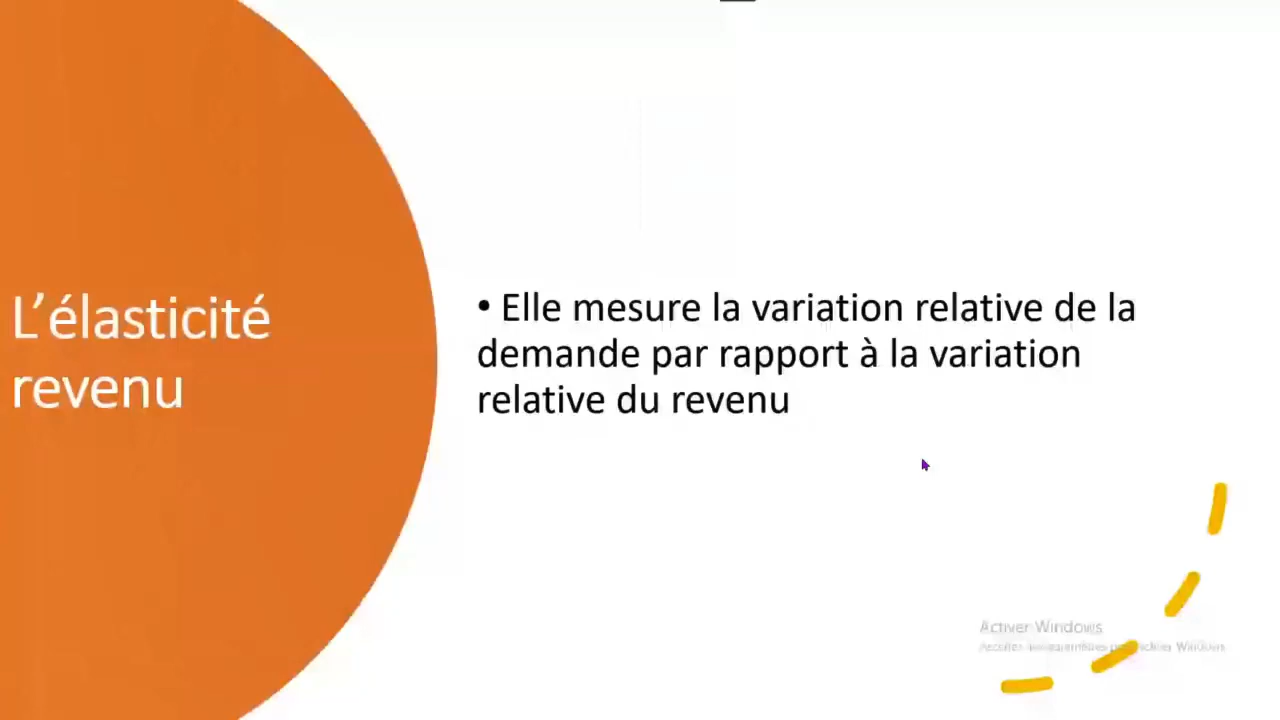 L’élasticité
revenu
• Elle mesure la variation relative de la
demande par rapport à la variation
relative du revenu
Activer Windows
Windows